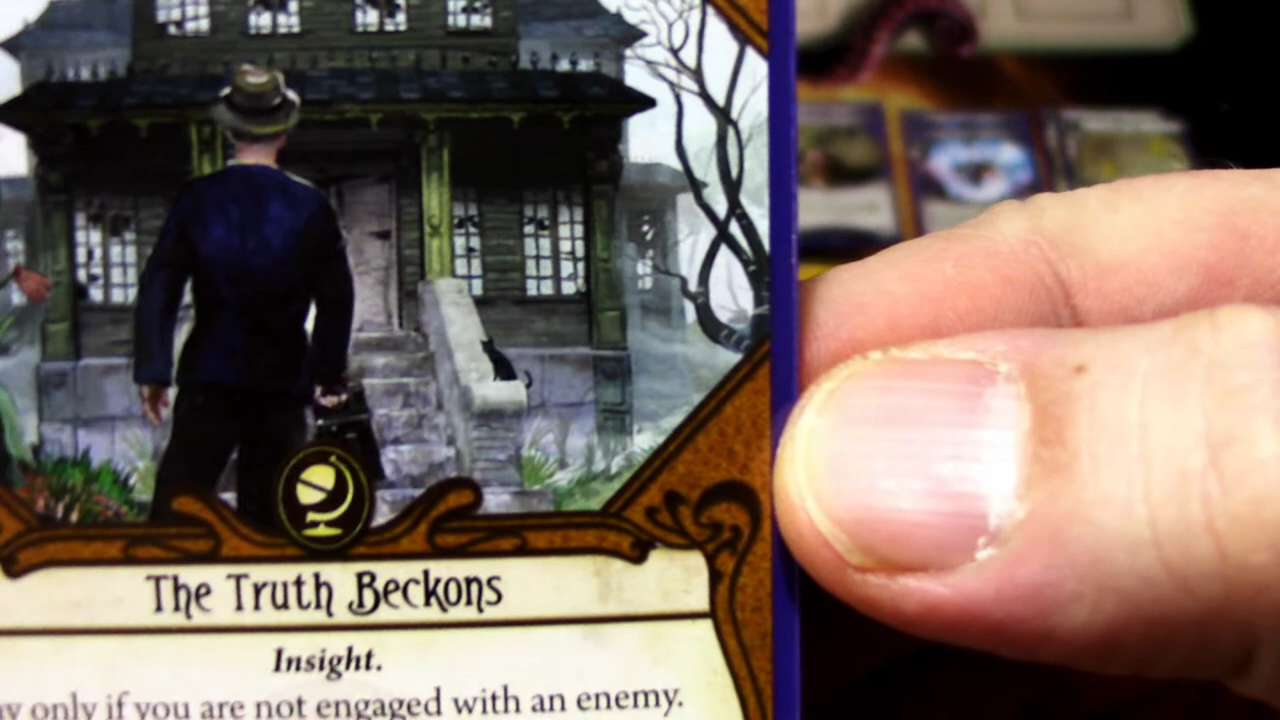 The Truth Beckons
Insight.
only if you are not engaged with an enemy.